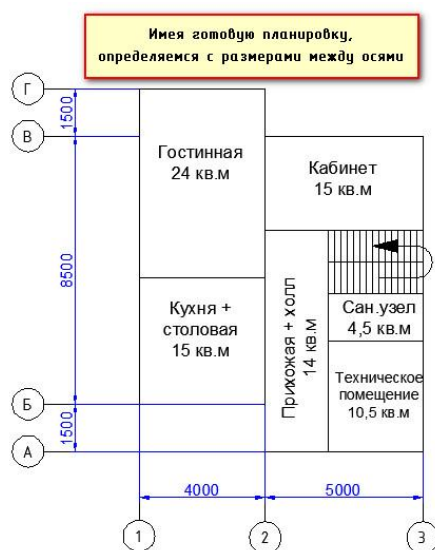 Имея готовую планировку,
определяемся с размерами между осями
Г
1500
В
Гостинная
24 кв.м
Кабинет
15 кв.м
8500
Кухня +
столовая
15 кв.м
Прихожая + холл
14 кв.м
Сан.узел
4,5 кв.м
Техническое
помещение
10,5 кв.м
Б
1500
А
4000
5000
1
2
3